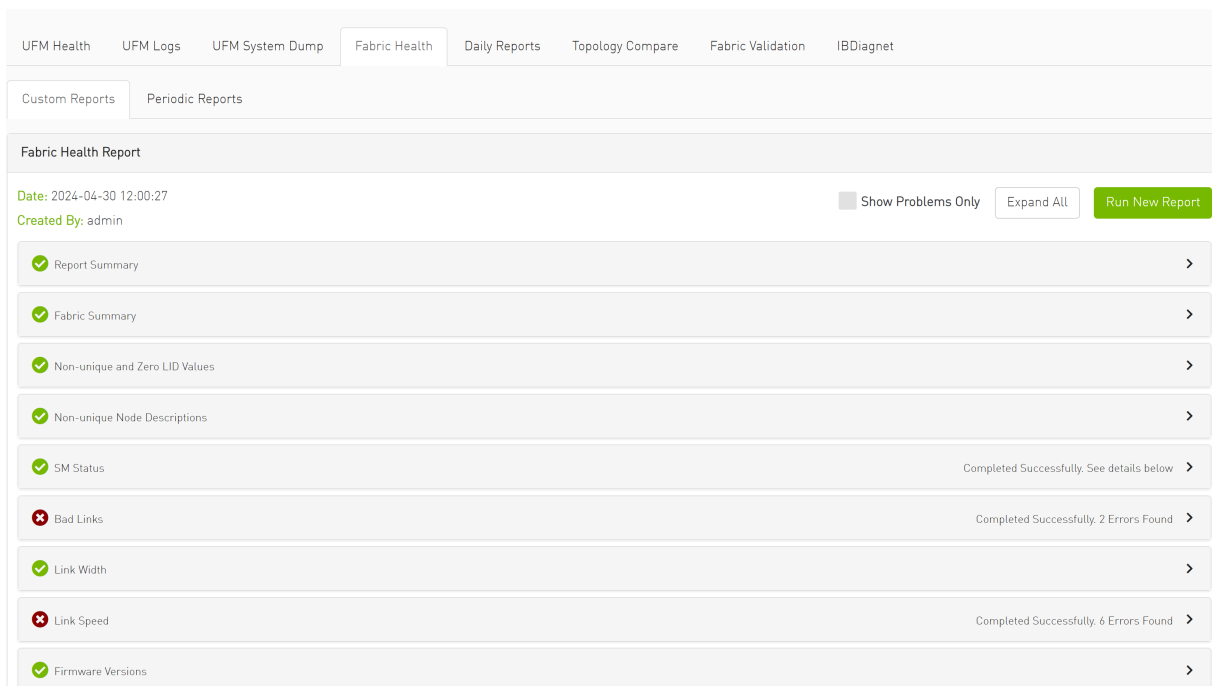 UFM Health UFM Logs UFM System Dump Fabric Health Daily Reports Topology Compare Fabric Validation IBDiagnet
Custom Reports Periodic Reports
Fabric Health Report
Date: 2024-04-30 12:00:27
Created By: admin
Show Problems Only Expand All Run New Report
Report Summary
Fabric Summary
Non-unique and Zero LID Values
Non-unique Node Descriptions
SM Status Completed Successfully. See details below
Bad Links Completed Successfully. 2 Errors Found
Link Width
Link Speed Completed Successfully. 6 Errors Found
Firmware Versions